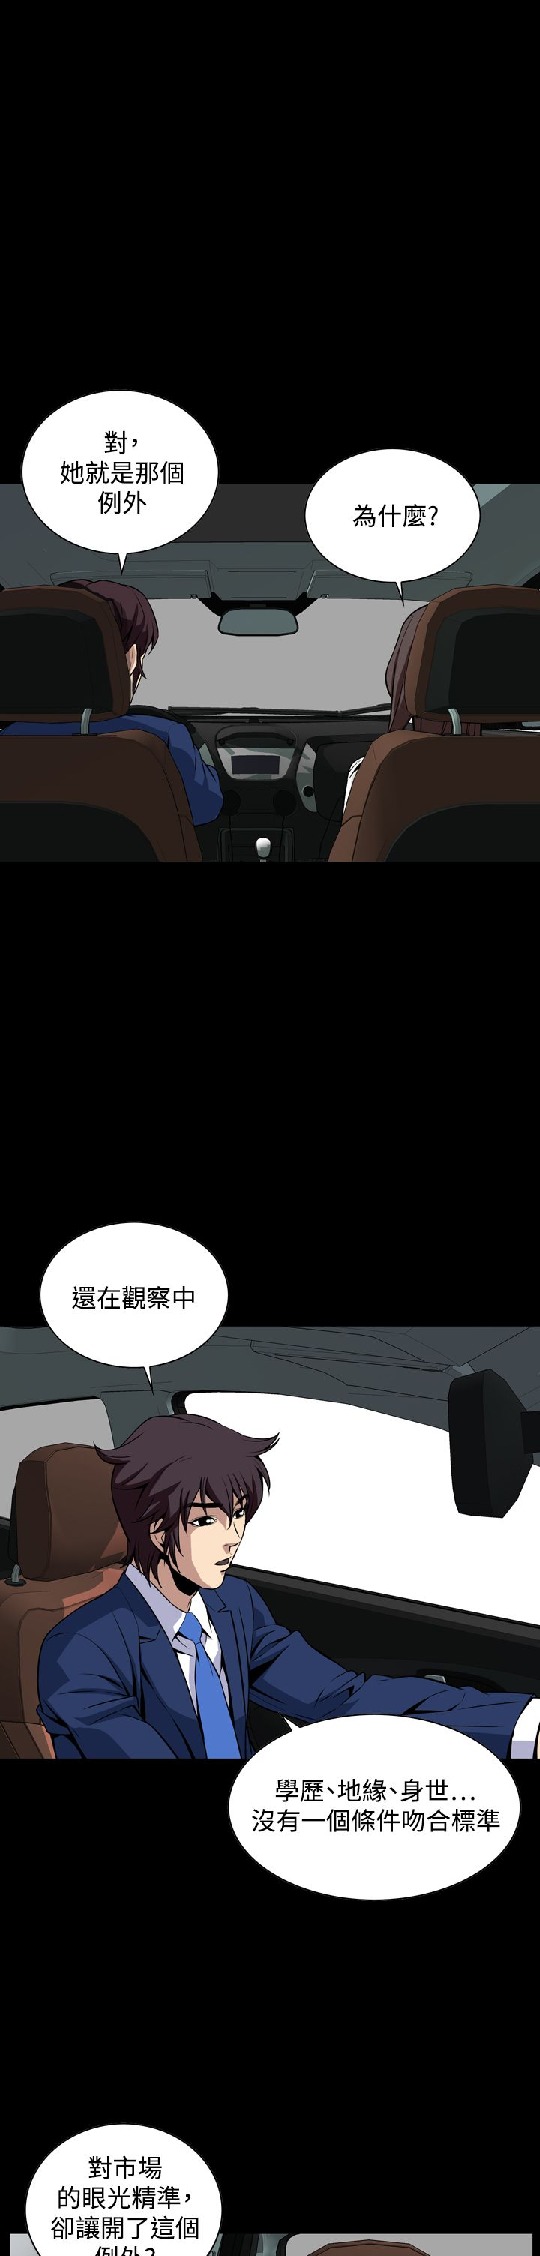 對，
她就是那個
例外
為什麼?
還在觀察中
學歷、地緣、身世...
沒有一個條件吻合標準
對市場
的眼光精準，
卻讓開了這個
例外?